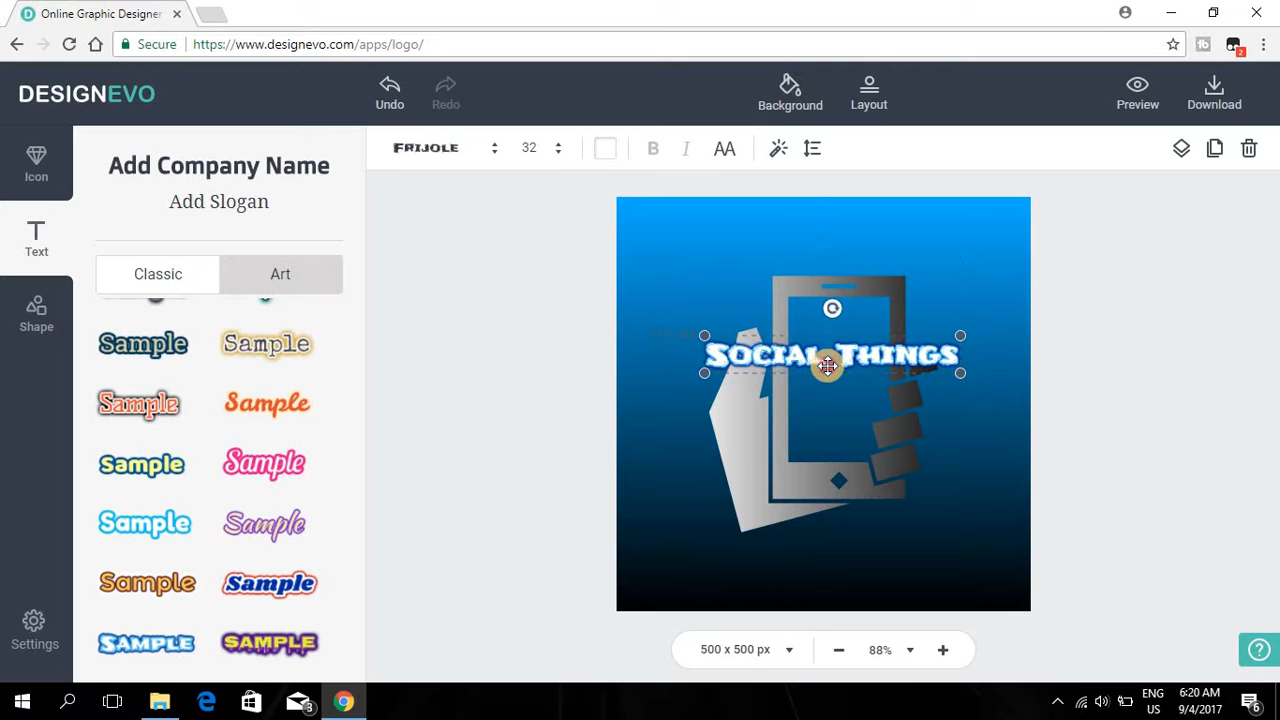 Online Graphic Designer
Secure
https://www.designevo.com/apps/logo/
2
DESIGNEVO
Undo
Redo
Background
Layout
Preview
Download
Icon
Text
Shape
Settings
Add Company Name
Add Slogan
Classic
Art
Sample Sample
Sample Sample
Sample Sample
Sample Sample
Sample Sample
SAMPLE SAMPLE
FRIJOLE
32
B
I
AA
SOCIAL THINGS
500 x 500 px
88%
3
ENG
US
6:20 AM
9/4/2017
6